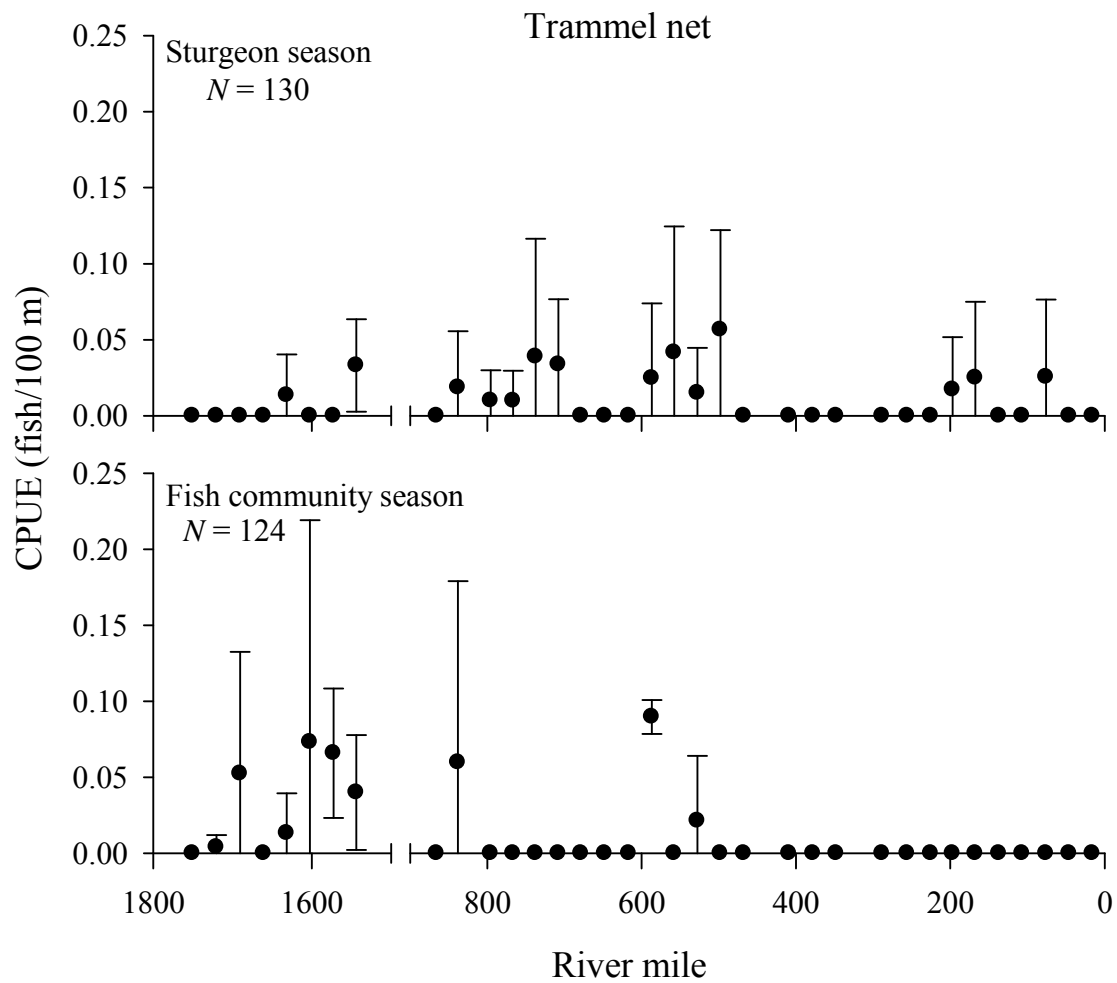 Trammel net
0.25
Sturgeon season
N = 130
0.20
0.15
0.10
0.05
0.00
CPUE (fish/100 m)
0.25
Fish community season
N = 124
0.20
0.15
0.10
0.05
0.00
1800 1600 800 600 400 200 0
River mile